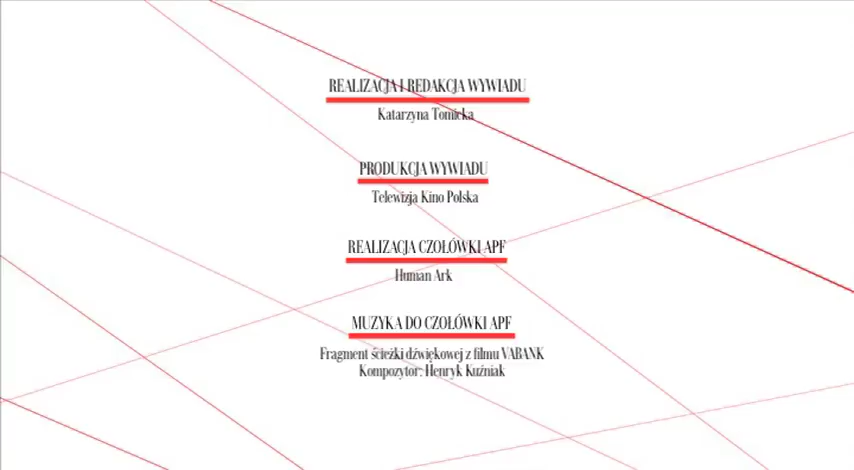 REALIZACJA I REDAKCJA WYWIADU
Katarzyna Tomicka
PRODUKCJA WYWIADU
Telewizja Kino Polska
REALIZACJA CZOŁÓWKI APF
Human Ark
MUZYKA DO CZOŁÓWKI APF
Fragment ścieżki dźwiękowej z filmu VABANK
Kompozytor: Henryk Kuźniak